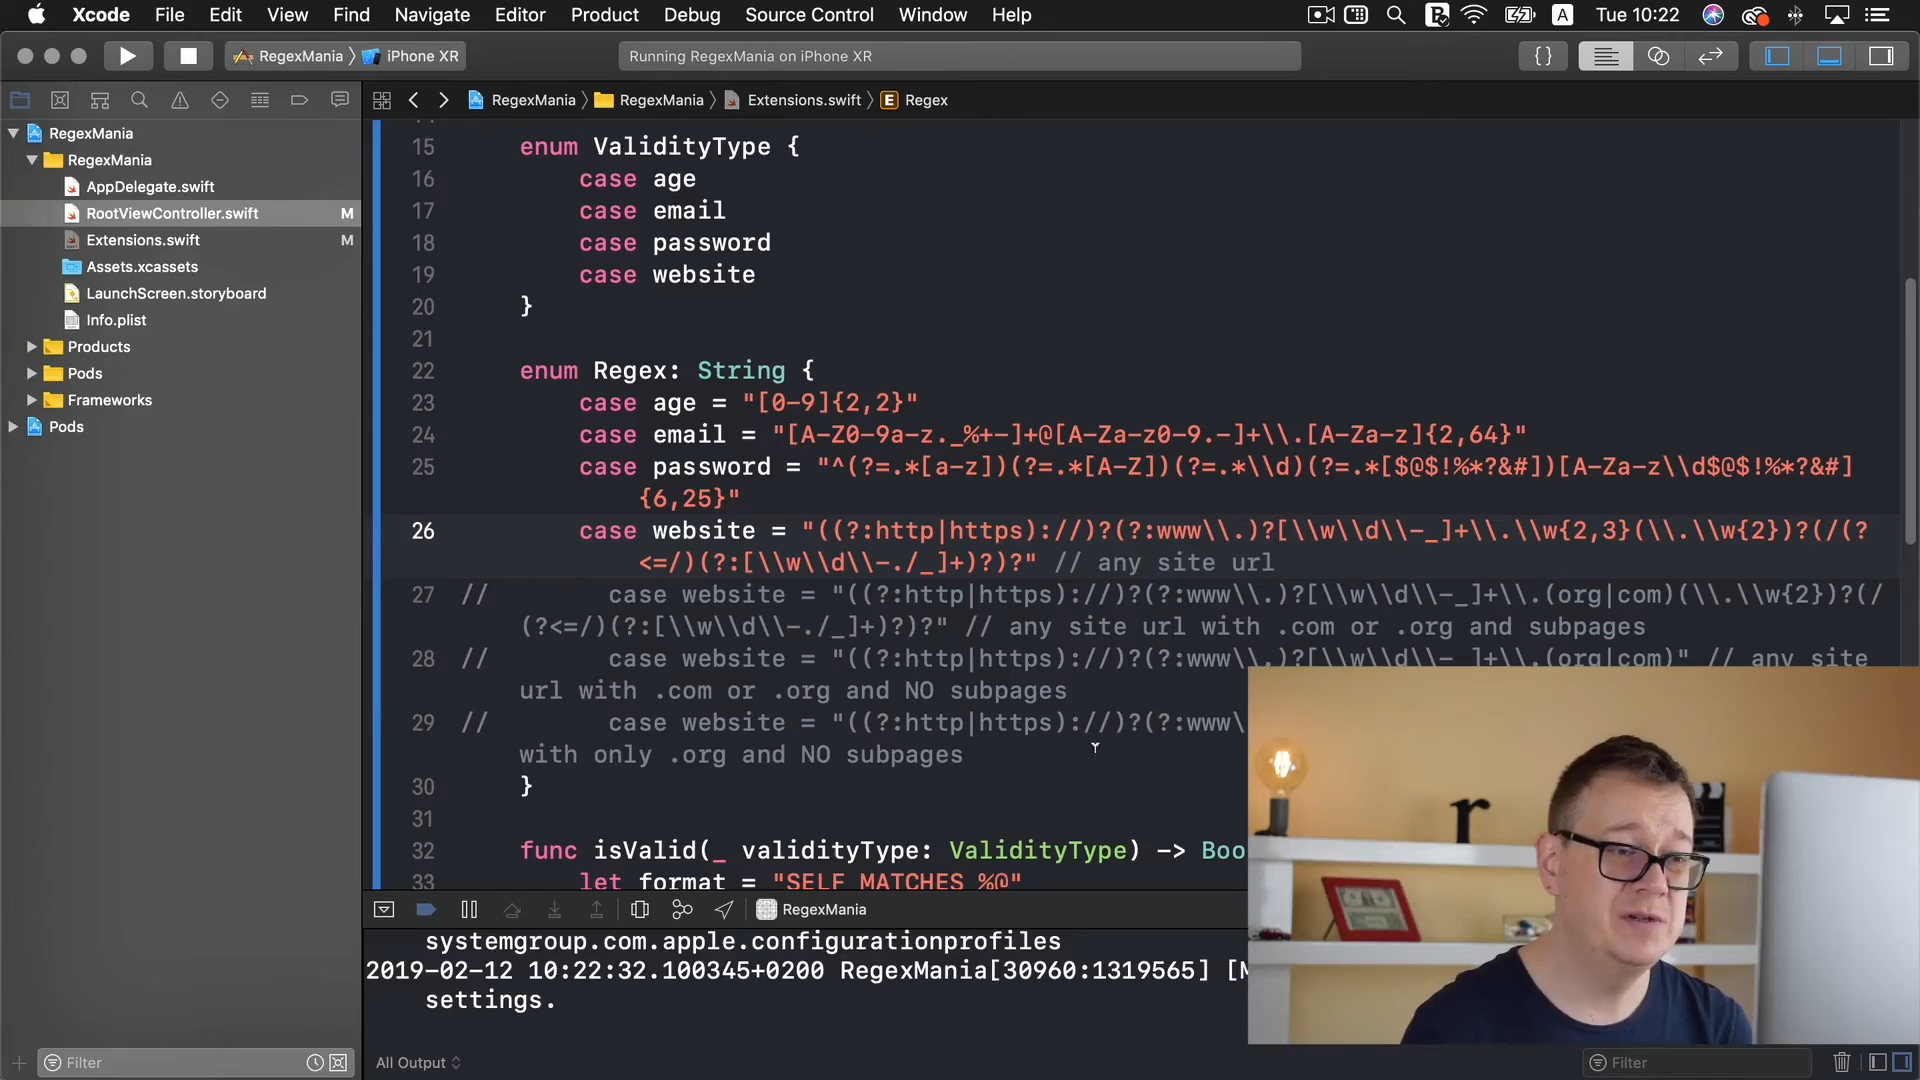 Xcode File Edit View Find Navigate Editor Product Debug Source Control Window Help A Tue 10:22
RegexMania iPhone XR Running RegexMania on iPhone XR
RegexMania RegexMania Extensions.swift E Regex
RegexMania
RegexMania
AppDelegate.swift
RootViewController.swift M
Extensions.swift M
Assets.xcassets
LaunchScreen.storyboard
Info.plist
Products
Pods
Frameworks
Pods
15 enum ValidityType {
16 case age
17 case email
18 case password
19 case website
20 }
21
22 enum Regex: String {
23 case age = "[0-9]{2,2}"
24 case email = "[A-Z0-9a-z._%+-]+@[A-Za-z0-9.-]+\\.[A-Za-z]{2,64}"
25 case password = "^(?=.*[a-z])(?=.*[A-Z])(?=.*\\d)(?=.*[$@$!%*?&#])[A-Za-z\\d$@$!%*?&#]
{6,25}"
26 case website = "((?:http|https)://)?(?:www\\.)?[\\w\\d\\-_]+\\.\\w{2,3}(\\.\\w{2})?(/(?
<=/)(?:[\\w\\d\\-./_]+)?)?" // any site url
27 // case website = "((?:http|https)://)?(?:www\\.)?[\\w\\d\\-_]+\\.(org|com)(\\.\\w{2})?(/
(?<=/)(?:[\\w\\d\\-./_]+)?)?" // any site url with .com or .org and subpages
28 // case website = "((?:http|https)://)?(?:www\\.)?[\\w\\d\\-_]+\\.(org|com)" // any site
url with .com or .org and NO subpages
29 // case website = "((?:http|https)://)?(?:www\
with only .org and NO subpages
30 }
31
32 func isValid(_ validityType: ValidityType) -> Boo
33 let format = "SELF MATCHES %@"
RegexMania
systemgroup.com.apple.configurationprofiles
2019-02-12 10:22:32.100345+0200 RegexMania[30960:1319565] [M
settings.
Filter All Output Filter
r